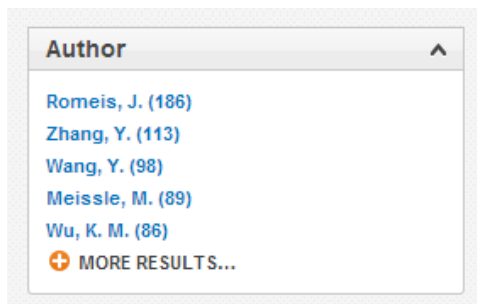 Author
Romeis, J. (186)
Zhang, Y. (113)
Wang, Y. (98)
Meissle, M. (89)
Wu, K. M. (86)
MORE RESULTS...